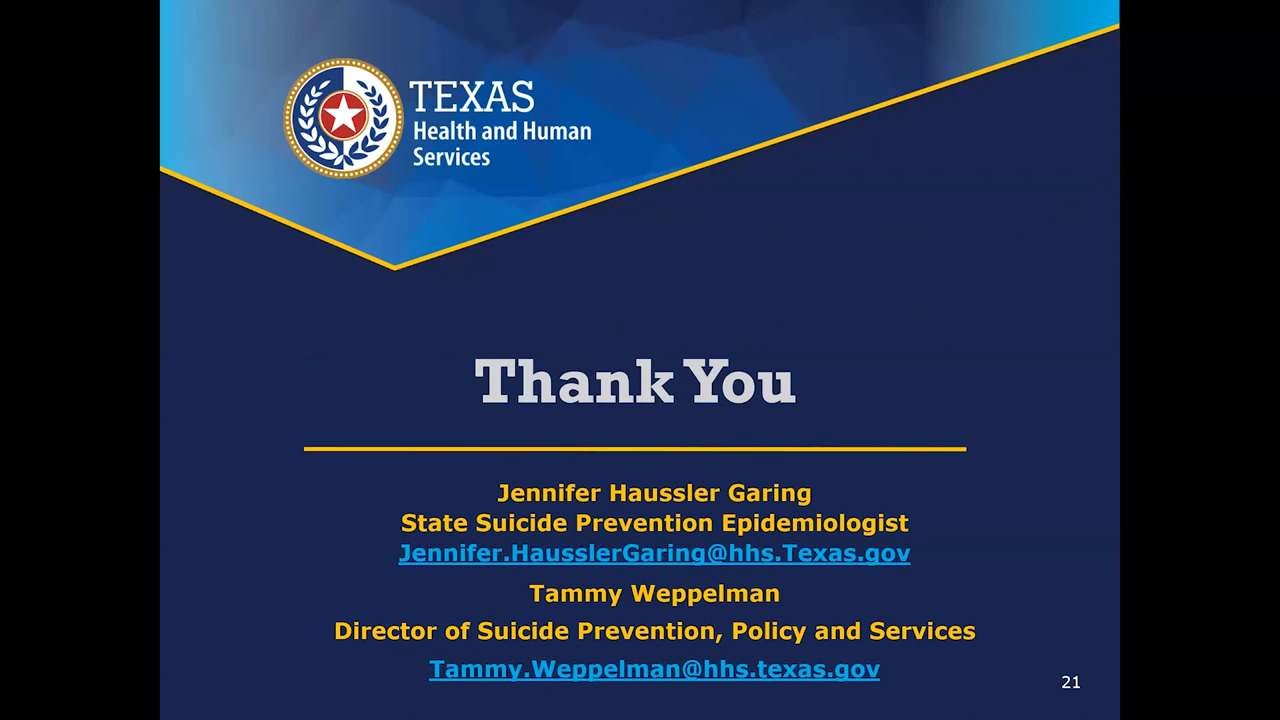 TEXAS
Health and Human
Services
Thank You
Jennifer Haussler Garing
State Suicide Prevention Epidemiologist
Jennifer.HausslerGaring@hhs.Texas.gov
Tammy Weppelman
Director of Suicide Prevention, Policy and Services
Tammy.Weppelman@hhs.texas.gov
21